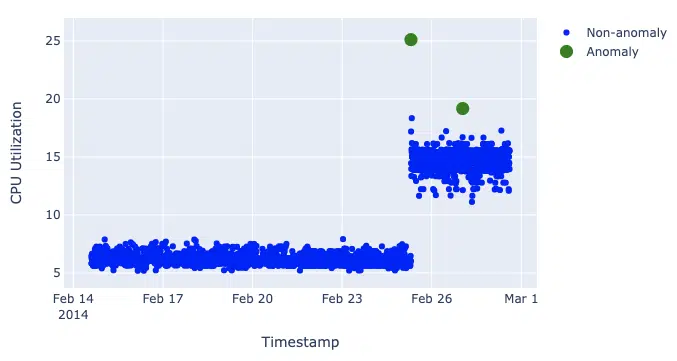 Non-anomaly
Anomaly
CPU Utilization
25
20
15
10
5
Feb 14
2014
Feb 17
Feb 20
Feb 23
Feb 26
Mar 1
Timestamp